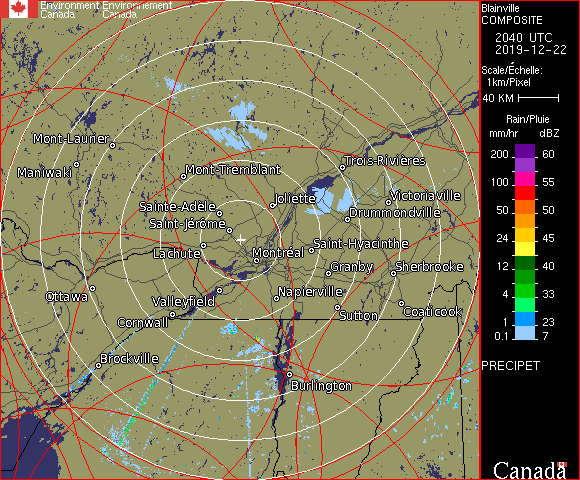 Environment Environnement
Canada Canada
Blainville
COMPOSITE
2040 UTC
2019-12-22
Scale/Échelle:
1km/Pixel
40 KM
Rain/Pluie
mm/hr dBZ
200 60
100 55
50 50
24 45
12 40
4 33
1 23
0.1 7
PRECIPET
Canada
Mont-Laurier
Maniwaki
Mont-Tremblant
Trois-Rivières
Joliette
Victoriaville
Sainte-Adèle
Drummondville
Saint-Jérôme
Lachute
Montréal
Saint-Hyacinthe
Granby
Sherbrooke
Ottawa
Valleyfield
Napierville
Cornwall
Sutton
Coaticook
Brockville
Burlington